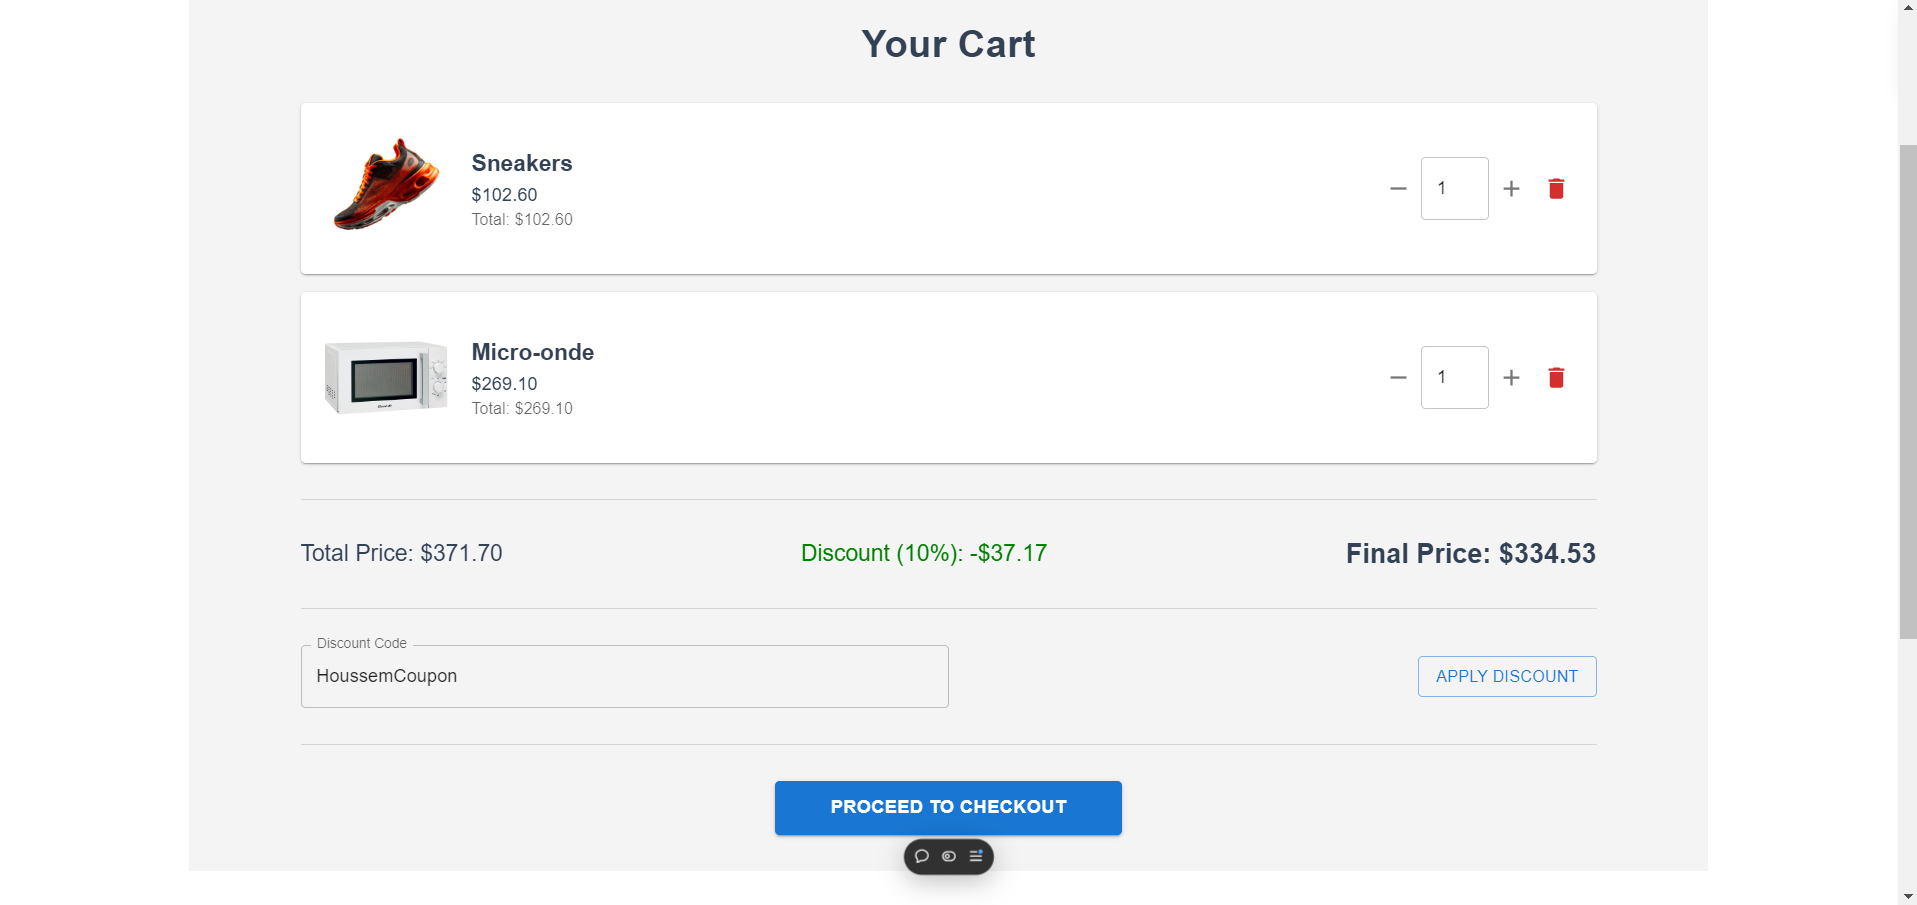 Your Cart
Sneakers
$102.60
Total: $102.60
1
Micro-onde
$269.10
Total: $269.10
1
Total Price: $371.70
Discount (10%): -$37.17
Final Price: $334.53
Discount Code
HoussemCoupon
APPLY DISCOUNT
PROCEED TO CHECKOUT